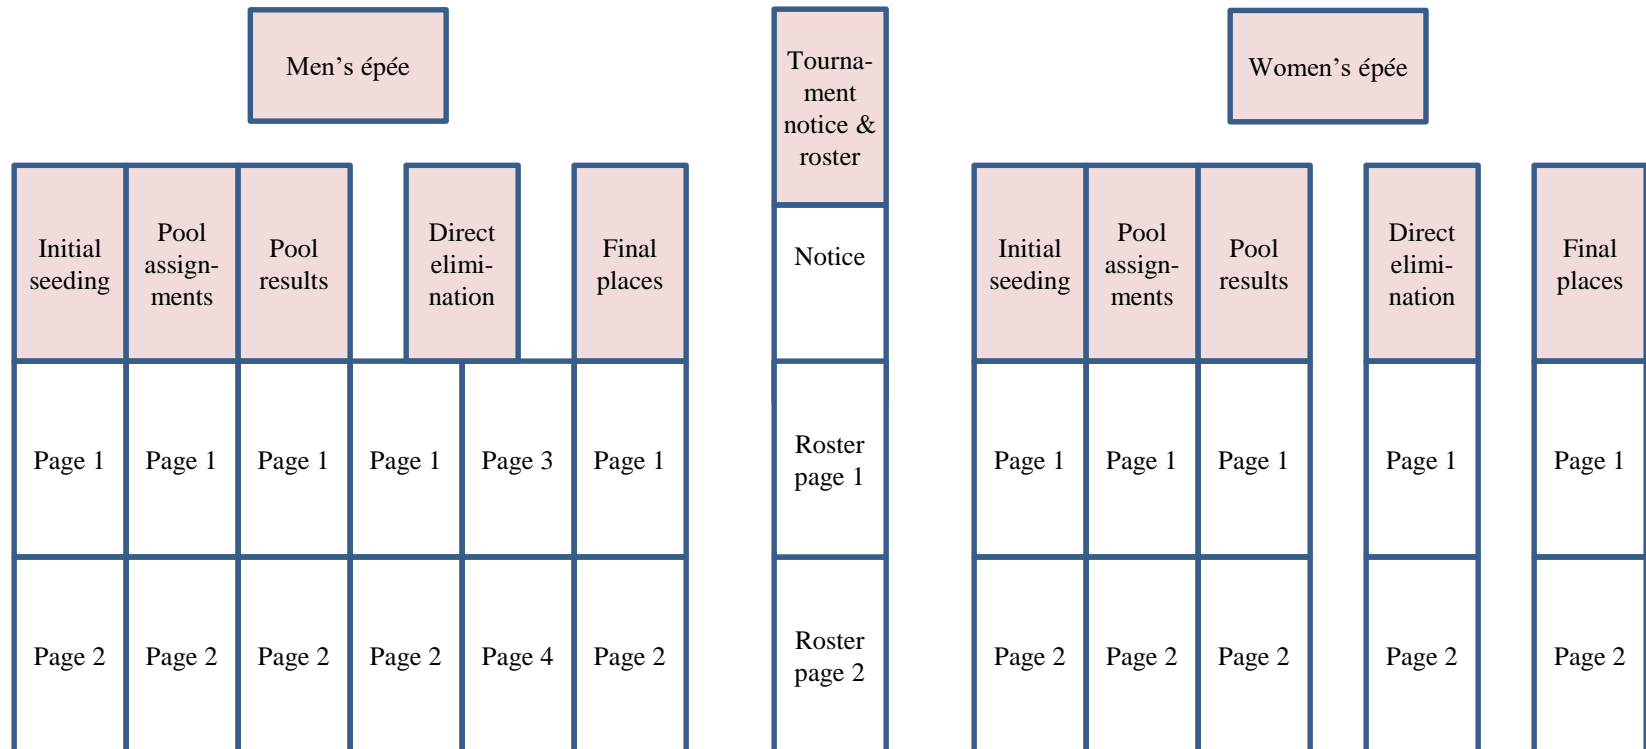 Men’s épée
Tourna-
ment
notice &
roster
Women’s épée
Initial
seeding
Pool
assign-
ments
Pool
results
Direct
elimi-
nation
Final
places
Notice
Initial
seeding
Pool
assign-
ments
Pool
results
Direct
elimi-
nation
Final
places
Page 1
Page 1
Page 1
Page 1
Page 3
Page 1
Roster
page 1
Page 1
Page 1
Page 1
Page 1
Page 1
Page 2
Page 2
Page 2
Page 2
Page 4
Page 2
Roster
page 2
Page 2
Page 2
Page 2
Page 2
Page 2